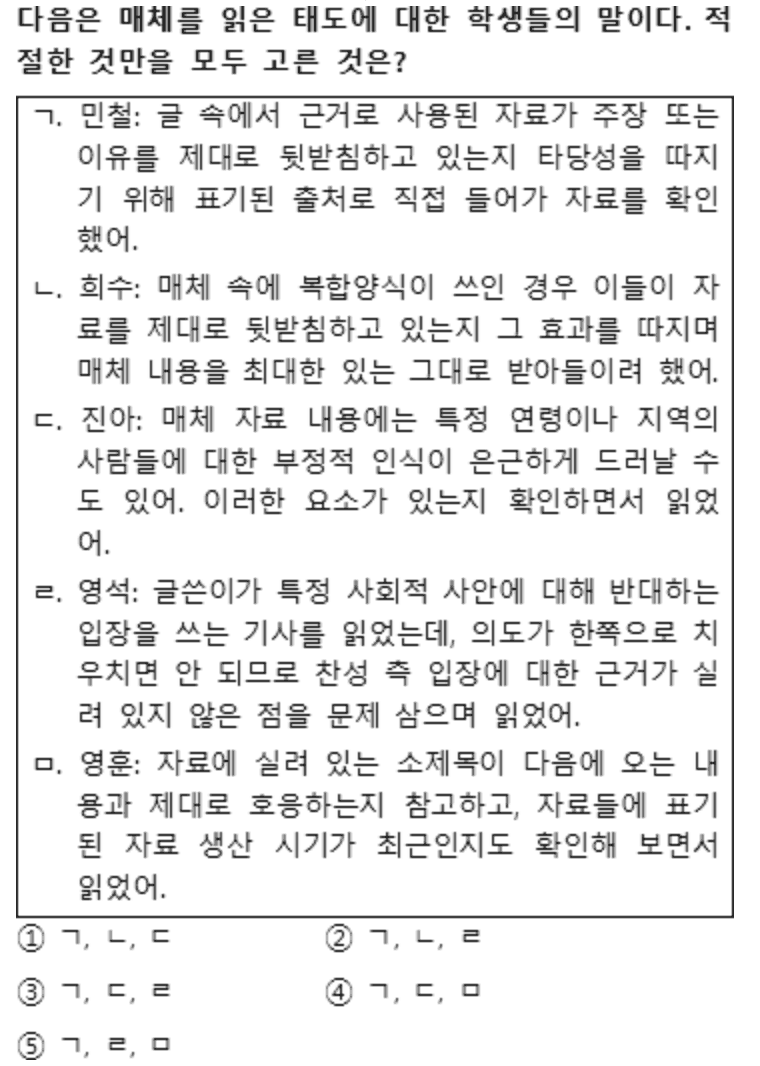 다음은 매체를 읽은 태도에 대한 학생들의 말이다. 적
절한 것만을 모두 고른 것은?
ㄱ. 민철: 글 속에서 근거로 사용된 자료가 주장 또는
이유를 제대로 뒷받침하고 있는지 타당성을 따지
기 위해 표기된 출처로 직접 들어가 자료를 확인
했어.
ㄴ. 희수: 매체 속에 복합양식이 쓰인 경우 이들이 자
료를 제대로 뒷받침하고 있는지 그 효과를 따지며
매체 내용을 최대한 있는 그대로 받아들이려 했어.
ㄷ. 진아: 매체 자료 내용에는 특정 연령이나 지역의
사람들에 대한 부정적 인식이 은근하게 드러날 수
도 있어. 이러한 요소가 있는지 확인하면서 읽었
어.
ㄹ. 영석: 글쓴이가 특정 사회적 사안에 대해 반대하는
입장을 쓰는 기사를 읽었는데, 의도가 한쪽으로 치
우치면 안 되므로 찬성 측 입장에 대한 근거가 실
려 있지 않은 점을 문제 삼으며 읽었어.
ㅁ. 영훈: 자료에 실려 있는 소제목이 다음에 오는 내
용과 제대로 호응하는지 참고하고, 자료들에 표기
된 자료 생산 시기가 최근인지도 확인해 보면서
읽었어.
① ㄱ, ㄴ, ㄷ ② ㄱ, ㄴ, ㄹ
③ ㄱ, ㄷ, ㄹ ④ ㄱ, ㄷ, ㅁ
⑤ ㄱ, ㄹ, ㅁ